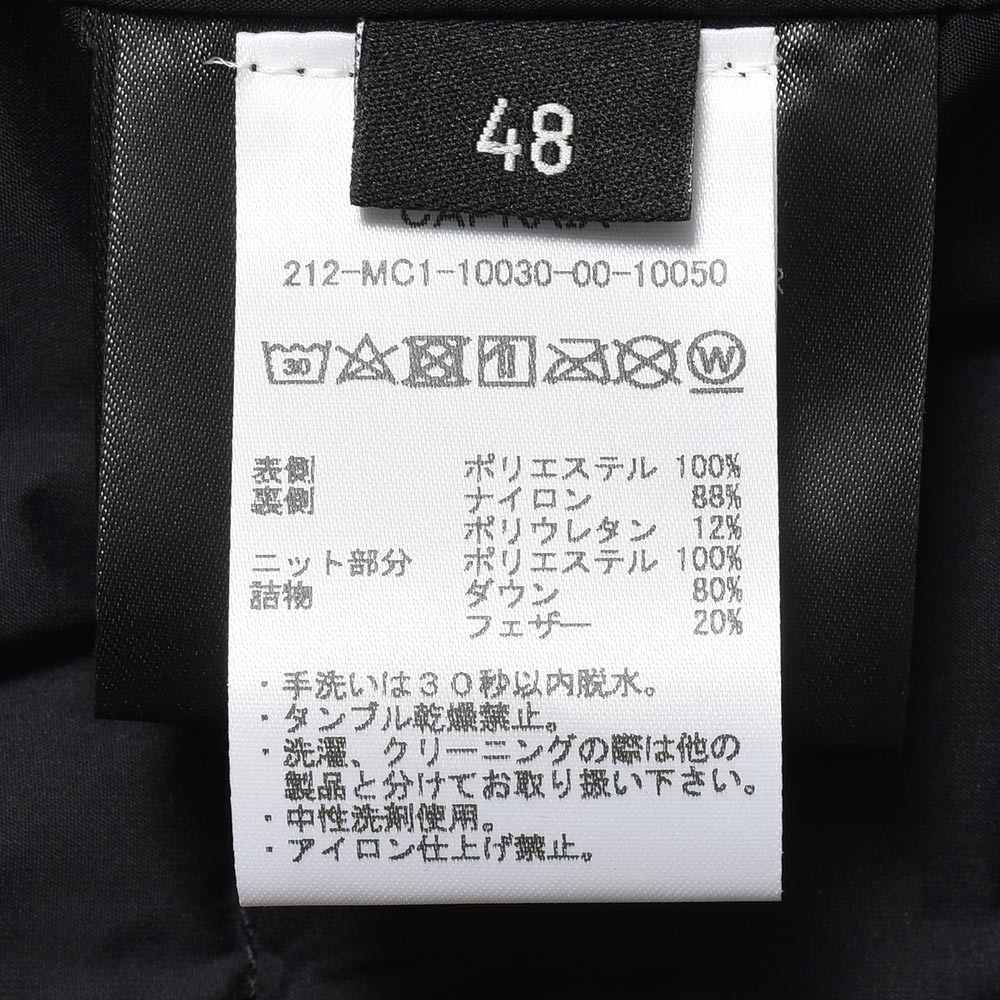 48
212-MC1-10030-00-10050
30
W
表側 ポリエステル 100%
裏側 ナイロン 88%
ポリウレタン 12%
ニット部分 ポリエステル 100%
詰物 ダウン 80%
フェザー 20%
・手洗いは30秒以内脱水。
・タンブル乾燥禁止。
・洗濯、クリーニングの際は他の
製品と分けてお取り扱い下さい。
・中性洗剤使用。
・アイロン仕上げ禁止。